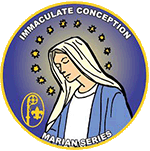 IMMACULATE CONCEPTION
MARIAN SERIES